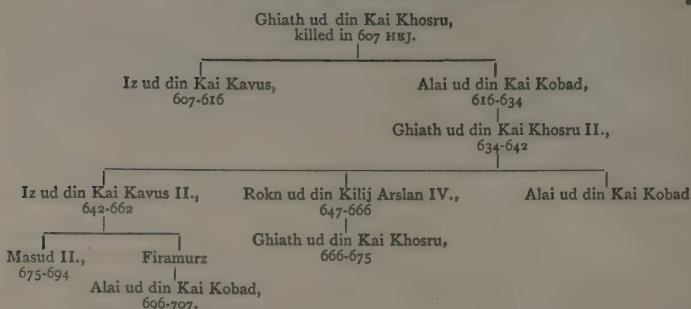 Ghiath ud din Kai Khosru,
killed in 607 HEJ.
Iz ud din Kai Kavus, Alai ud din Kai Kobad,
607-616 616-634
Ghiath ud din Kai Khosru II.,
634-642
Iz ud din Kai Kavus II., Rokn ud din Kilij Arslan IV., Alai ud din Kai Kobad
642-662 647-666
Ghiath ud din Kai Khosru,
666-675
Masud II., Firamurz
675-694
Alai ud din Kai Kobad,
696-707.